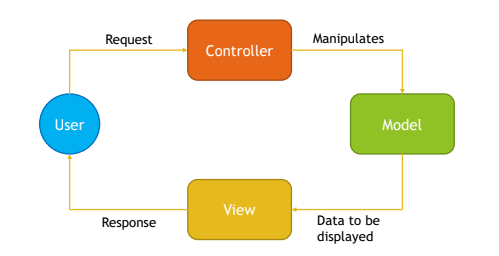 Request
Controller
Manipulates
User
Model
View
Response
Data to be
displayed